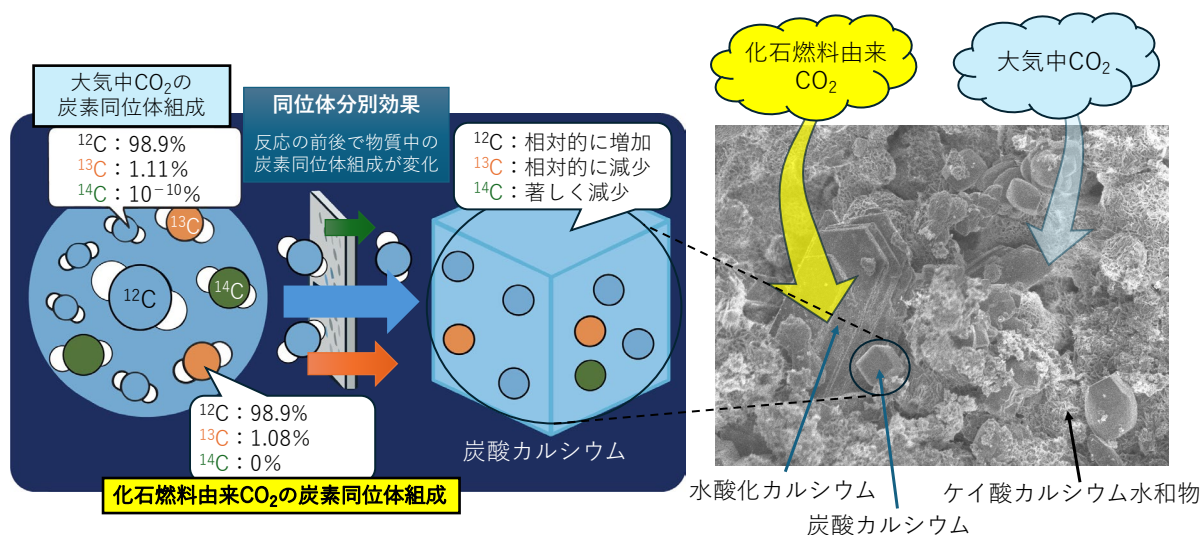 大気中CO₂の
炭素同位体組成
¹²C：98.9%
¹³C：1.11%
¹⁴C：10⁻¹⁰%
同位体分別効果
反応の前後で物質中の
炭素同位体組成が変化
¹²C：相対的に増加
¹³C：相対的に減少
¹⁴C：著しく減少
¹³C
¹²C
¹⁴C
¹²C：98.9%
¹³C：1.08%
¹⁴C：0%
化石燃料由来CO₂の炭素同位体組成
炭酸カルシウム
化石燃料由来
CO₂
大気中CO₂
水酸化カルシウム
炭酸カルシウム
ケイ酸カルシウム水和物